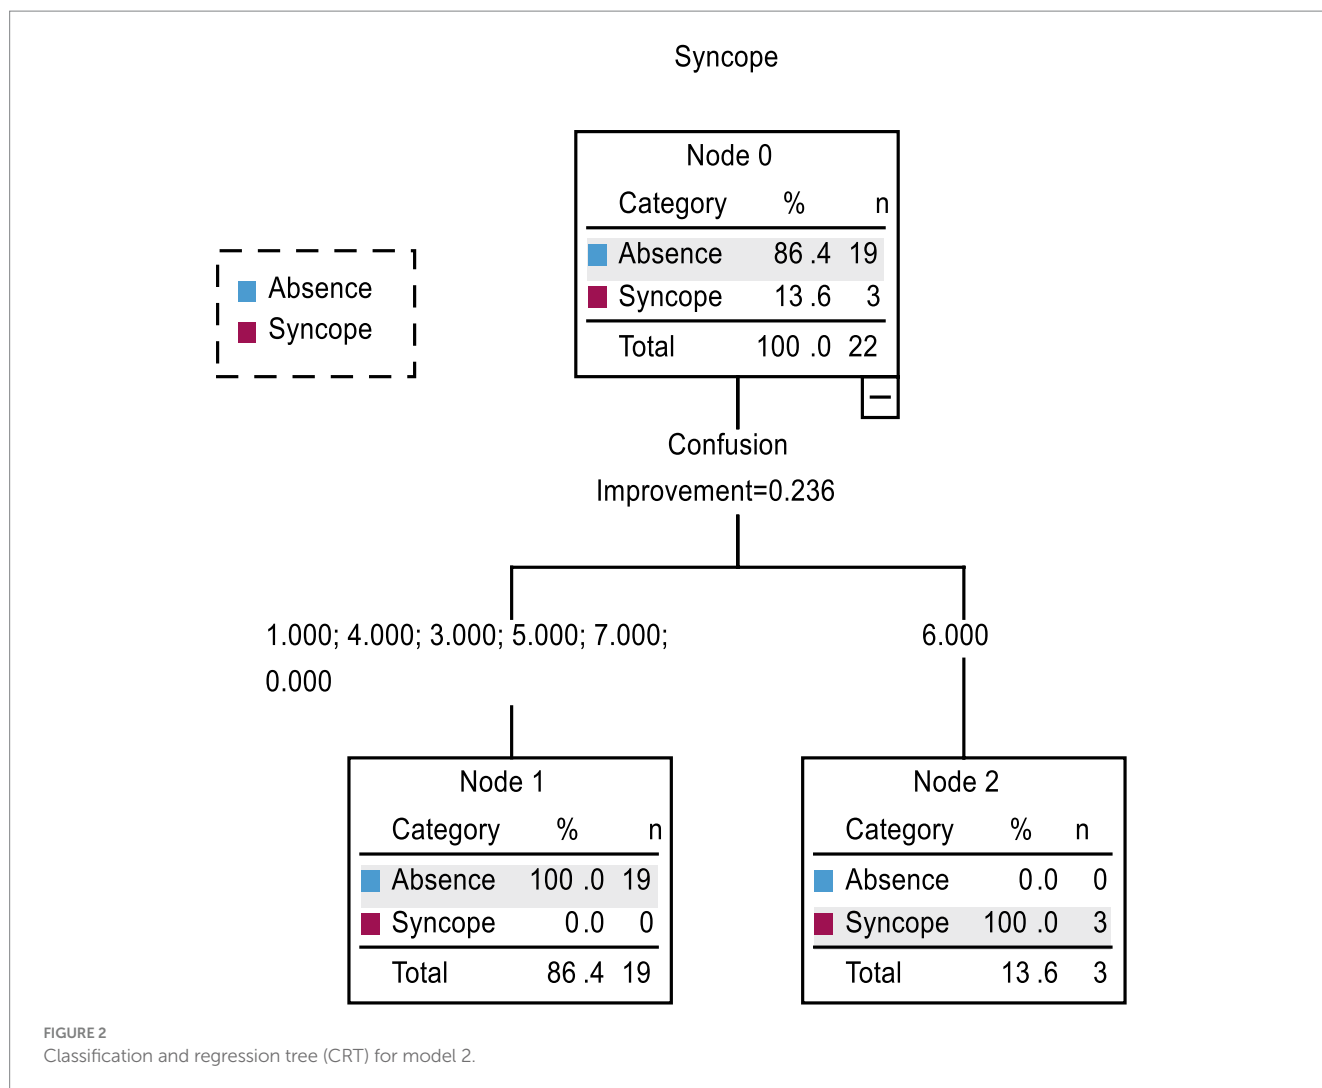 Syncope
Node 0
Category % n
Absence 86 .4 19
Syncope 13 .6 3
Total 100 .0 22
Absence
Syncope
Confusion
Improvement=0.236
1.000; 4.000; 3.000; 5.000; 7.000;
0.000
6.000
Node 1
Category % n
Absence 100 .0 19
Syncope 0.0 0
Total 86 .4 19
Node 2
Category % n
Absence 0.0 0
Syncope 100 .0 3
Total 13 .6 3
FIGURE 2
Classification and regression tree (CRT) for model 2.